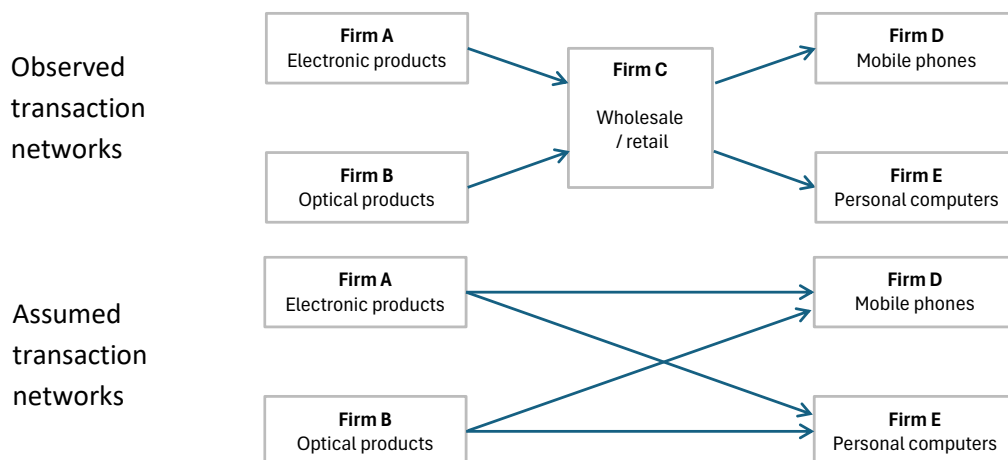 Observed
transaction
networks
Firm A
Electronic products
Firm B
Optical products
Firm C
Wholesale
/ retail
Firm D
Mobile phones
Firm E
Personal computers
Assumed
transaction
networks
Firm A
Electronic products
Firm B
Optical products
Firm D
Mobile phones
Firm E
Personal computers